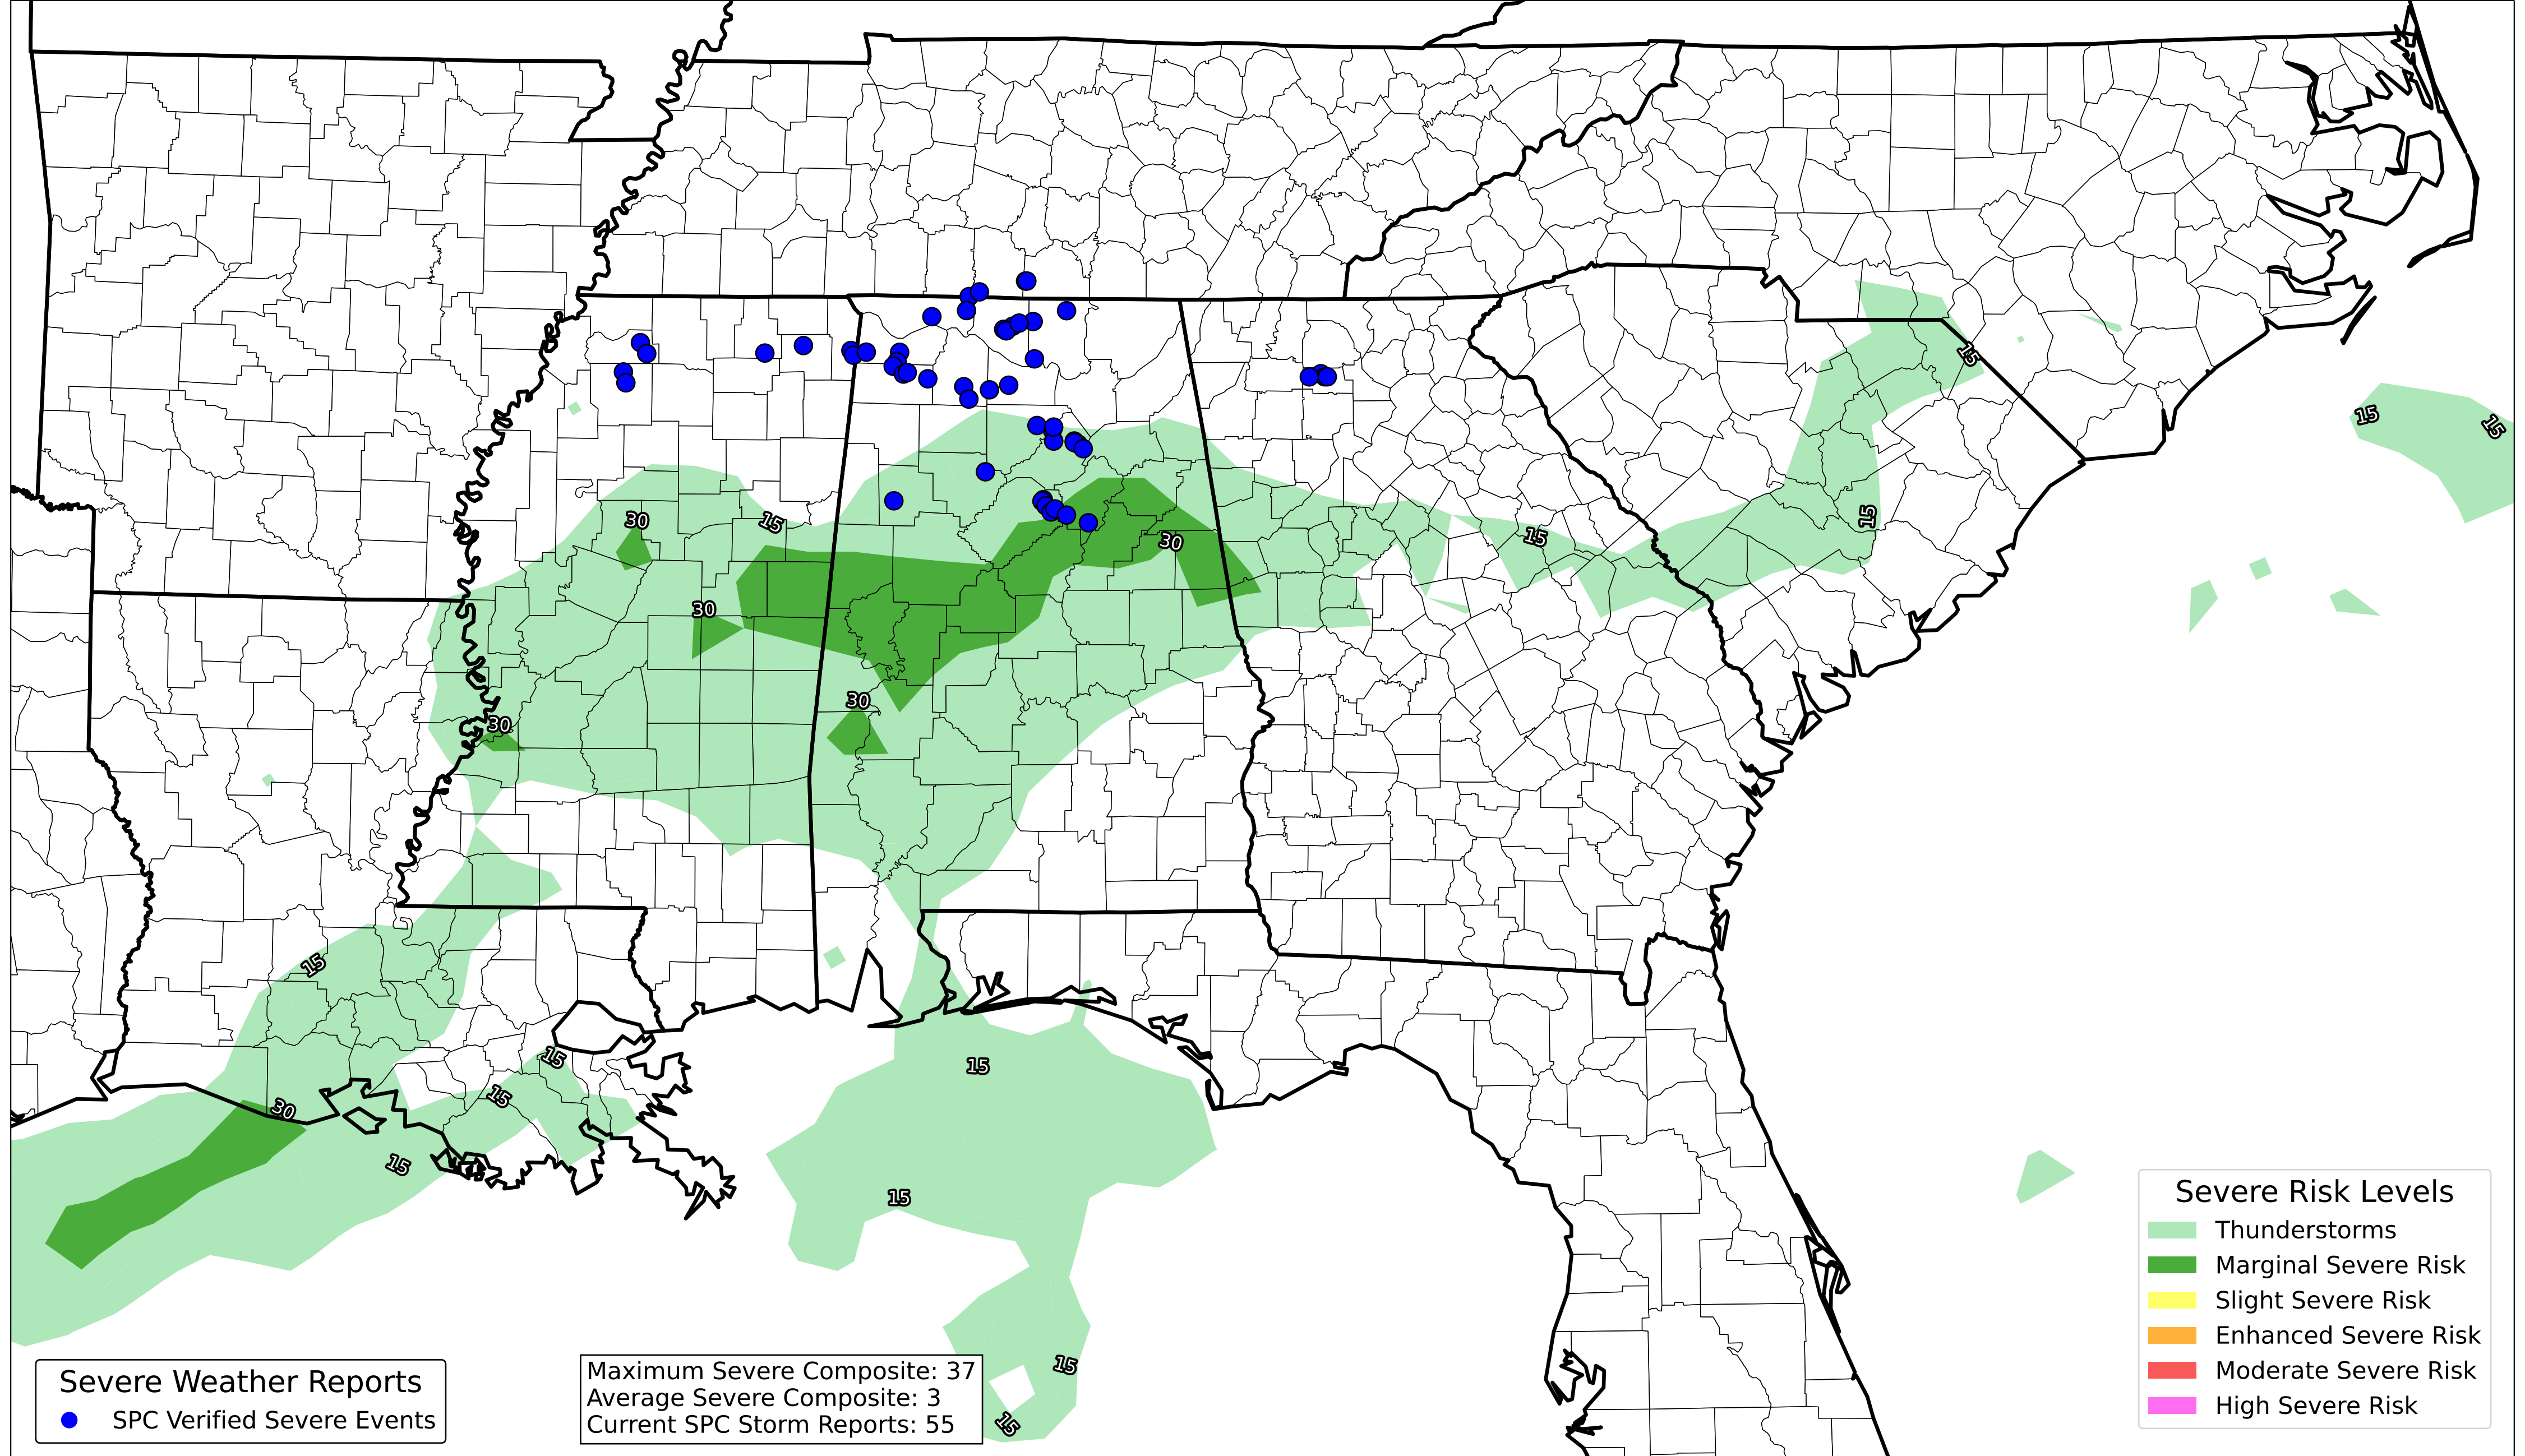 15
15
15
30
15
15
15
30
30
30
30
15
15
15
15
30
15
15
15
15
Severe Risk Levels
Thunderstorms
Marginal Severe Risk
Slight Severe Risk
Enhanced Severe Risk
Moderate Severe Risk
High Severe Risk
Severe Weather Reports
SPC Verified Severe Events
Maximum Severe Composite: 37
Average Severe Composite: 3
Current SPC Storm Reports: 55